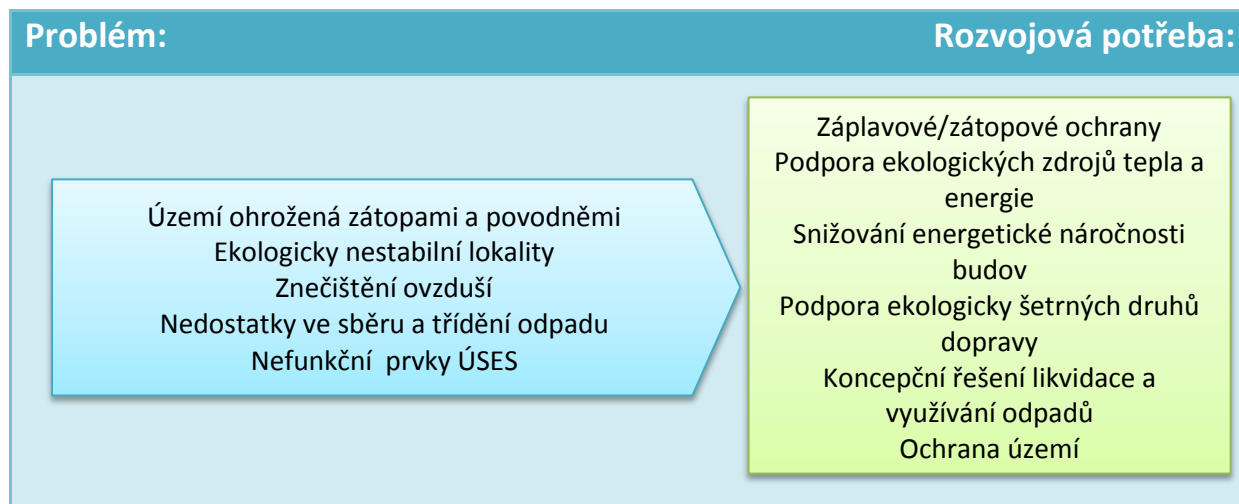 Problém:
Rozvojová potřeba:
Území ohrožená zátopami a povodněmi
Ekologicky nestabilní lokality
Znečištění ovzduší
Nedostatky ve sběru a třídění odpadu
Nefunkční prvky ÚSES
Záplavové/zátopové ochrany
Podpora ekologických zdrojů tepla a
energie
Snižování energetické náročnosti
budov
Podpora ekologicky šetrných druhů
dopravy
Koncepční řešení likvidace a
využívání odpadů
Ochrana území